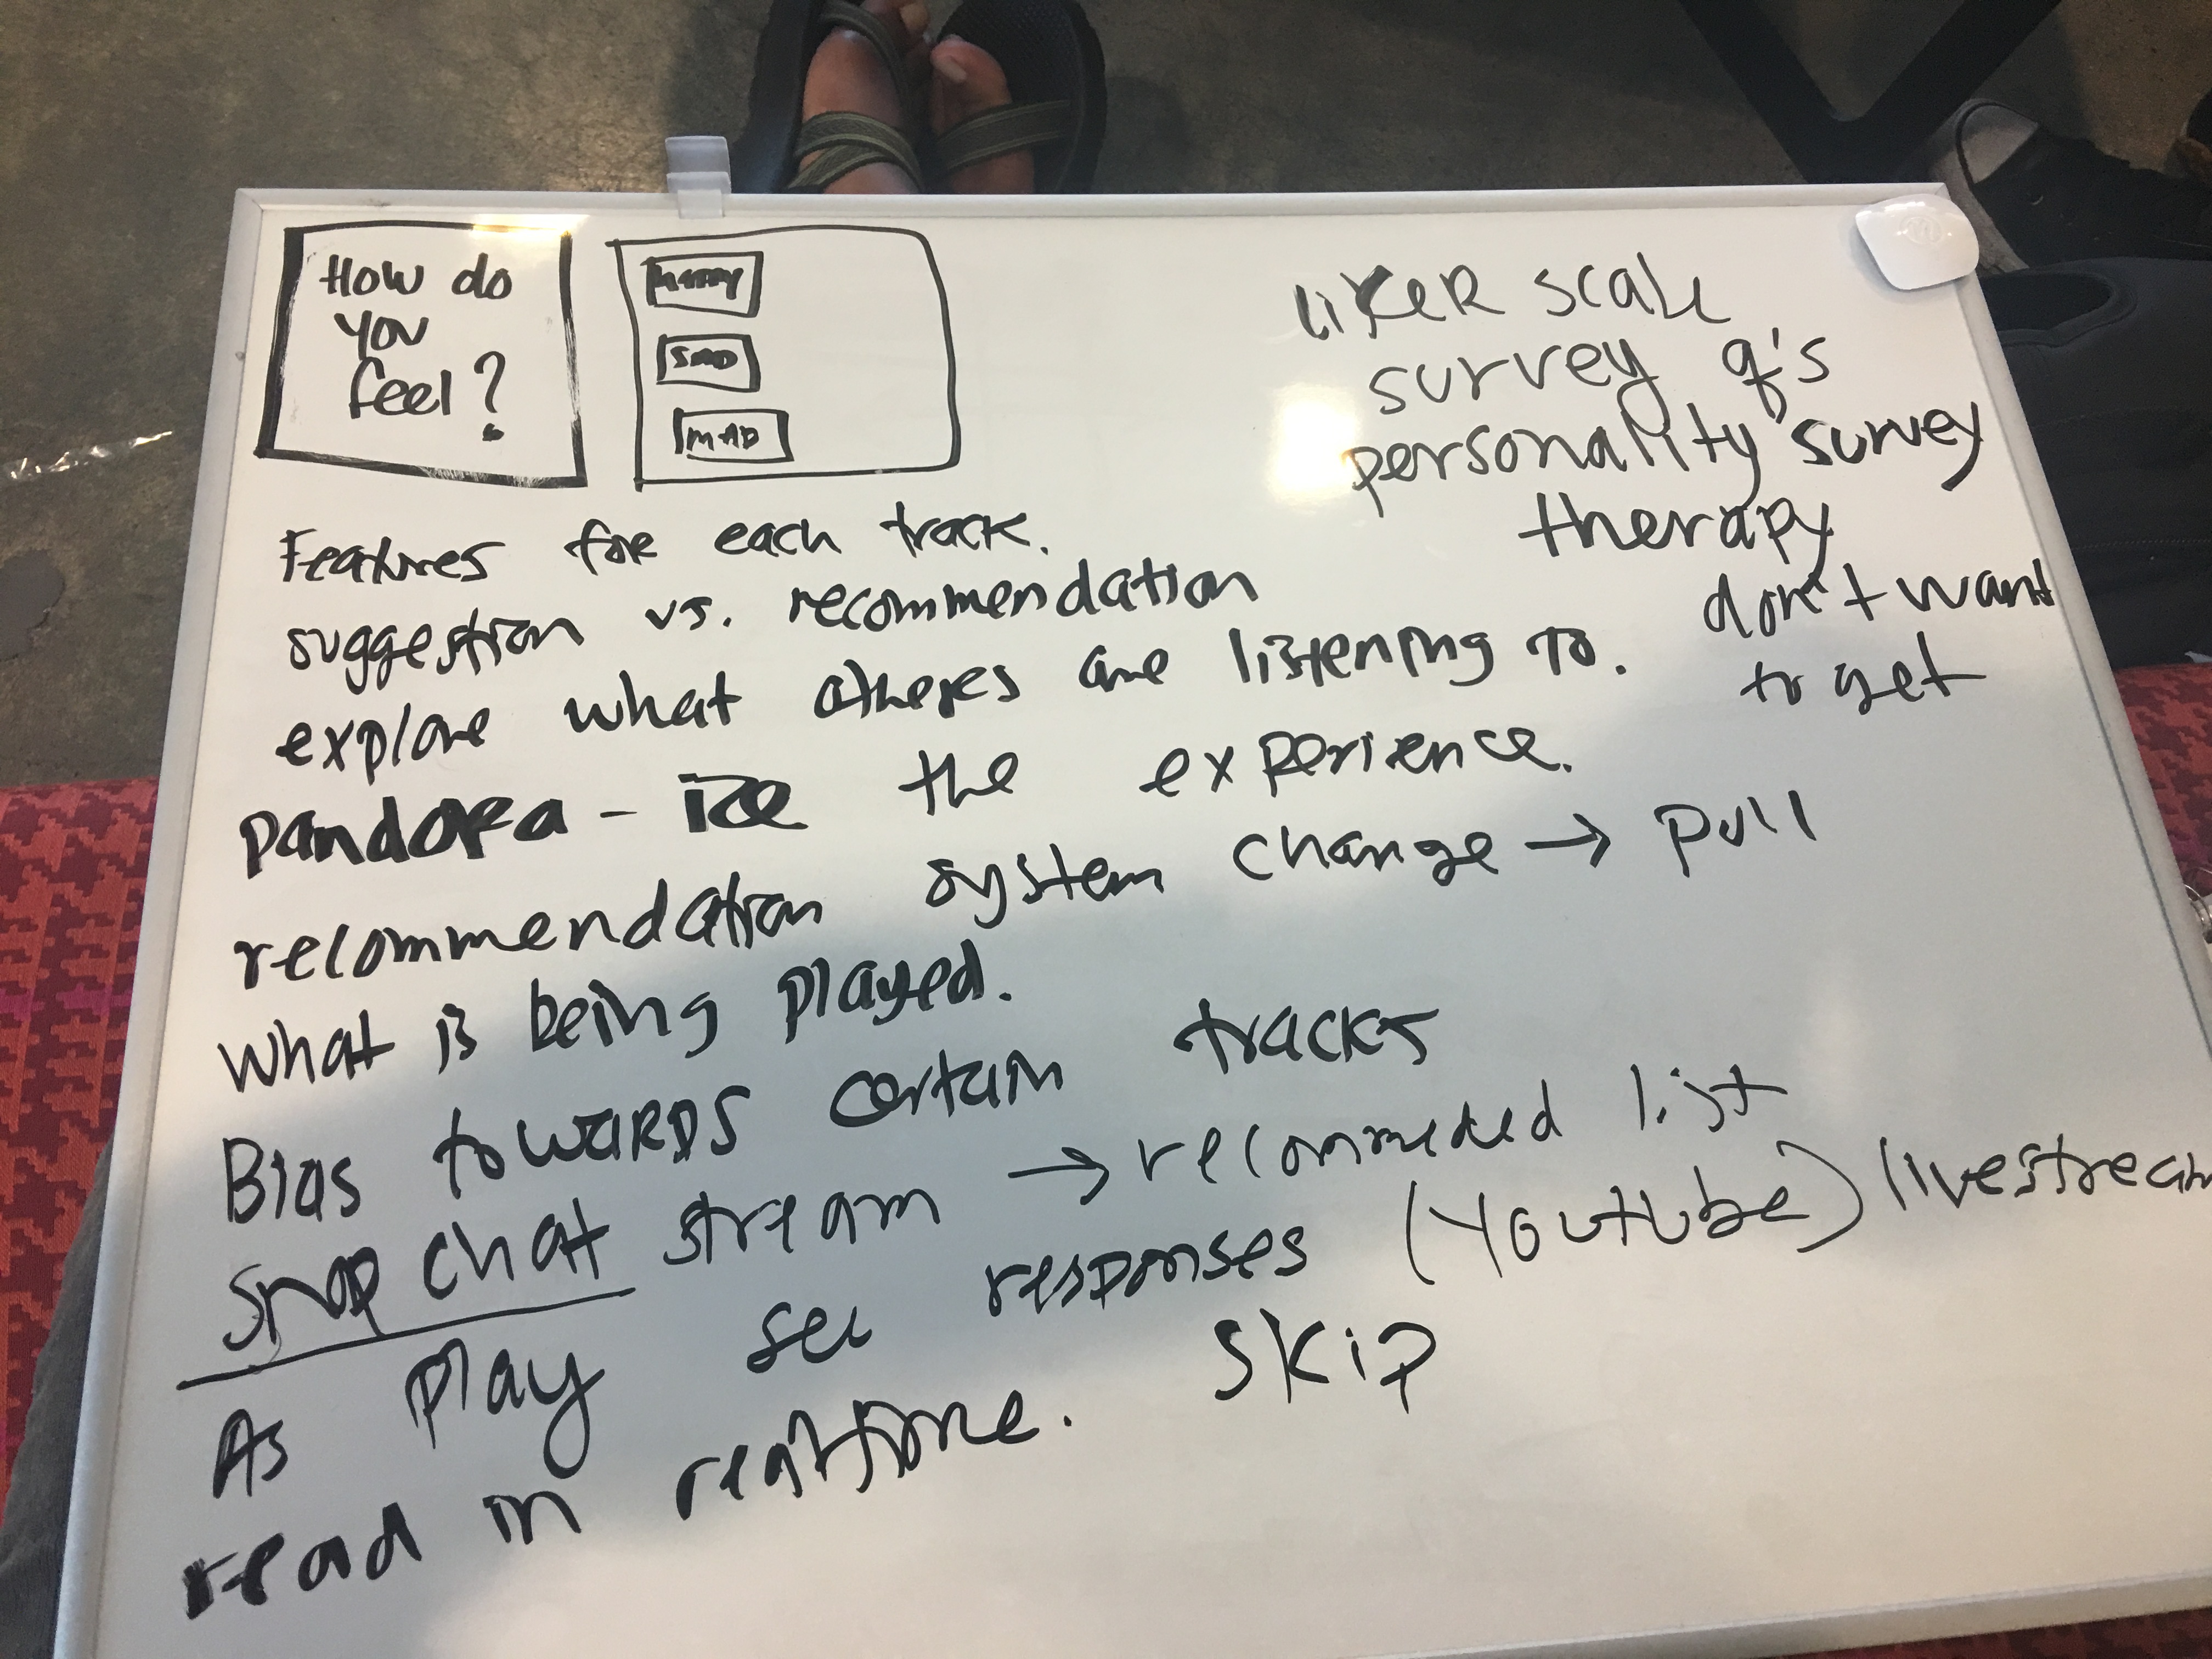 How do
you
feel?
HAPPY
SAD
Liker scale
survey q's
personality survey
therapy
don't want
to get
Features for each track.
suggestion vs. recommendation
explore what others are listening to.
Pandora - the experience.
recommendation system change → pull
what is being played.
Bias towards certain tracks
Snap chat stream → recommended list
As play see responses (Youtube) livestream
read in realtime. Skip